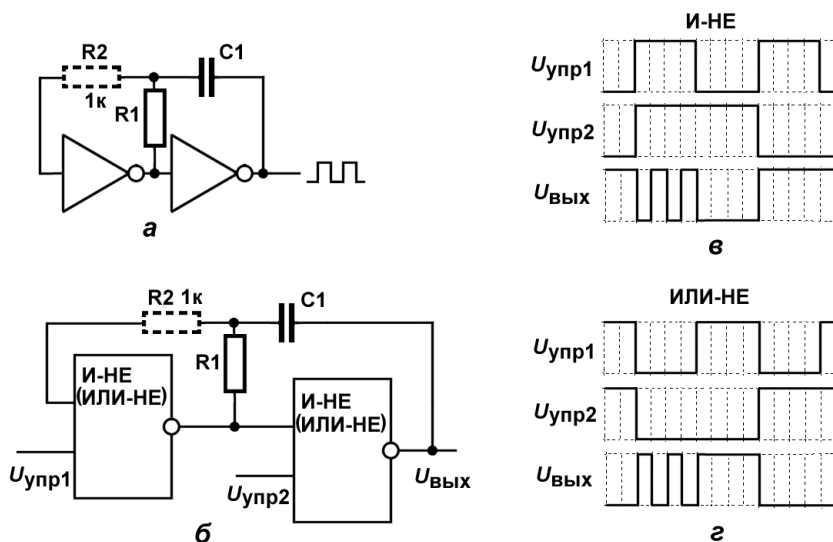 R2
C1
1к
R1
а
И-НЕ
Uупр1
Uупр2
Uвых
в
R2 1к
C1
R1
И-НЕ
(ИЛИ-НЕ)
И-НЕ
(ИЛИ-НЕ)
Uупр1
Uупр2
Uвых
б
ИЛИ-НЕ
Uупр1
Uупр2
Uвых
г